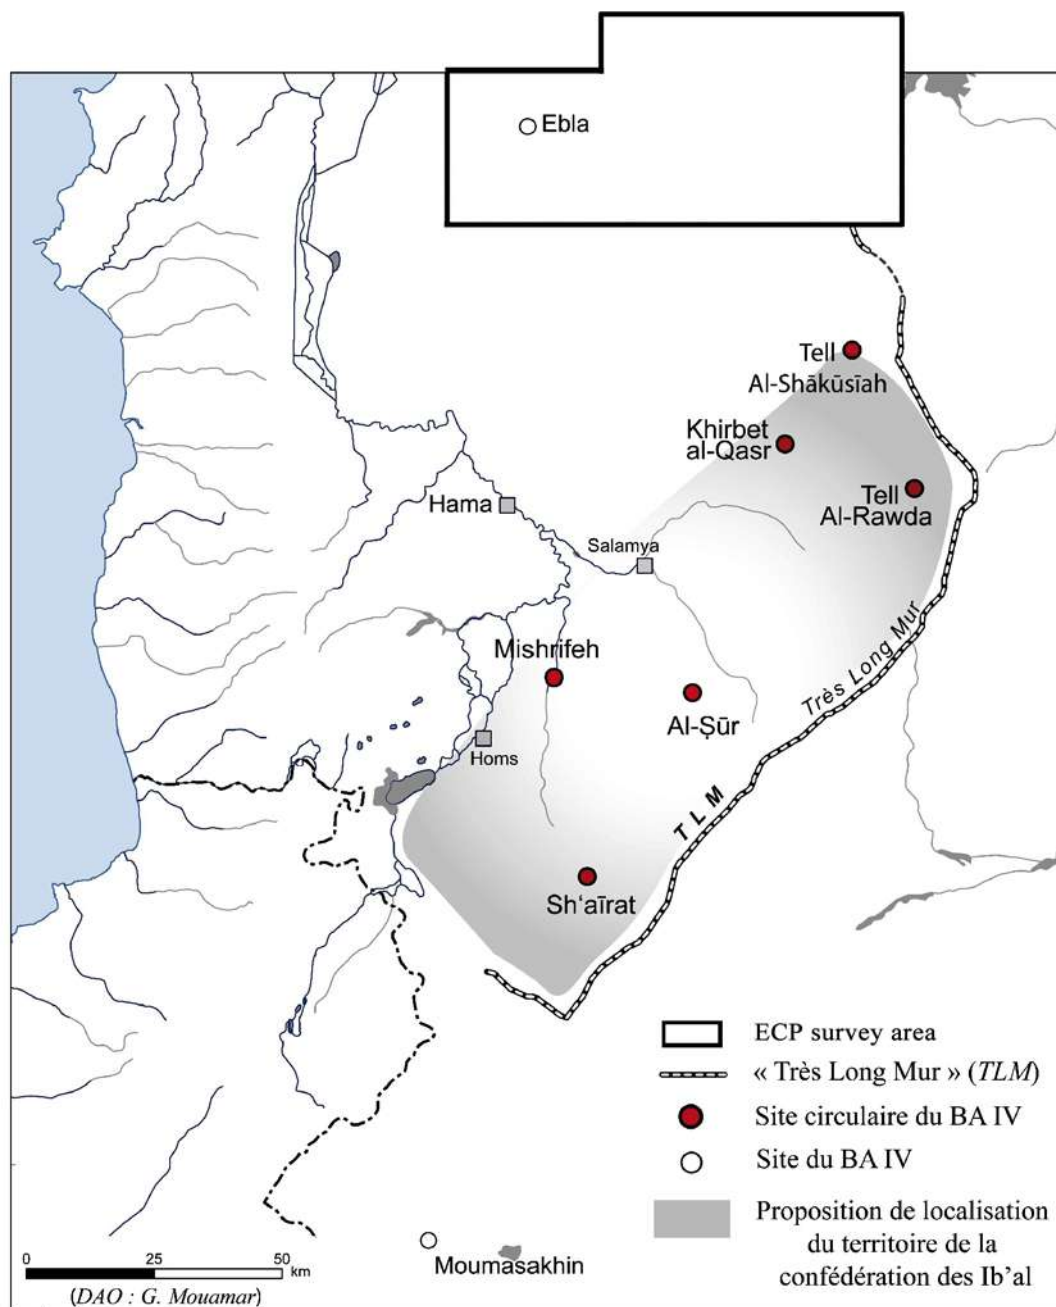 Ebla
Tell
Al-Shākūsīah
Khirbet
al-Qasr
Tell
Al-Rawda
Hama
Salamya
Très Long Mur
Mishrifeh
Al-Ṣūr
Homs
TLM
Sh‘aīrat
ECP survey area
« Très Long Mur » (TLM)
Site circulaire du BA IV
Site du BA IV
Proposition de localisation
du territoire de la
confédération des Ib’al
Moumasakhin
0 25 50
km
(DAO : G. Mouamar)